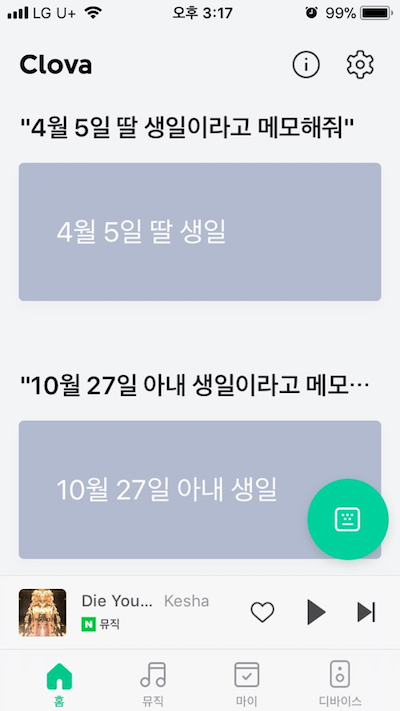 LG U+ 오후 3:17 99%
Clova
"4월 5일 딸 생일이라고 메모해줘"
4월 5일 딸 생일
"10월 27일 아내 생일이라고 메모…
10월 27일 아내 생일
Die You... Kesha
N 뮤직
홈 뮤직 마이 디바이스